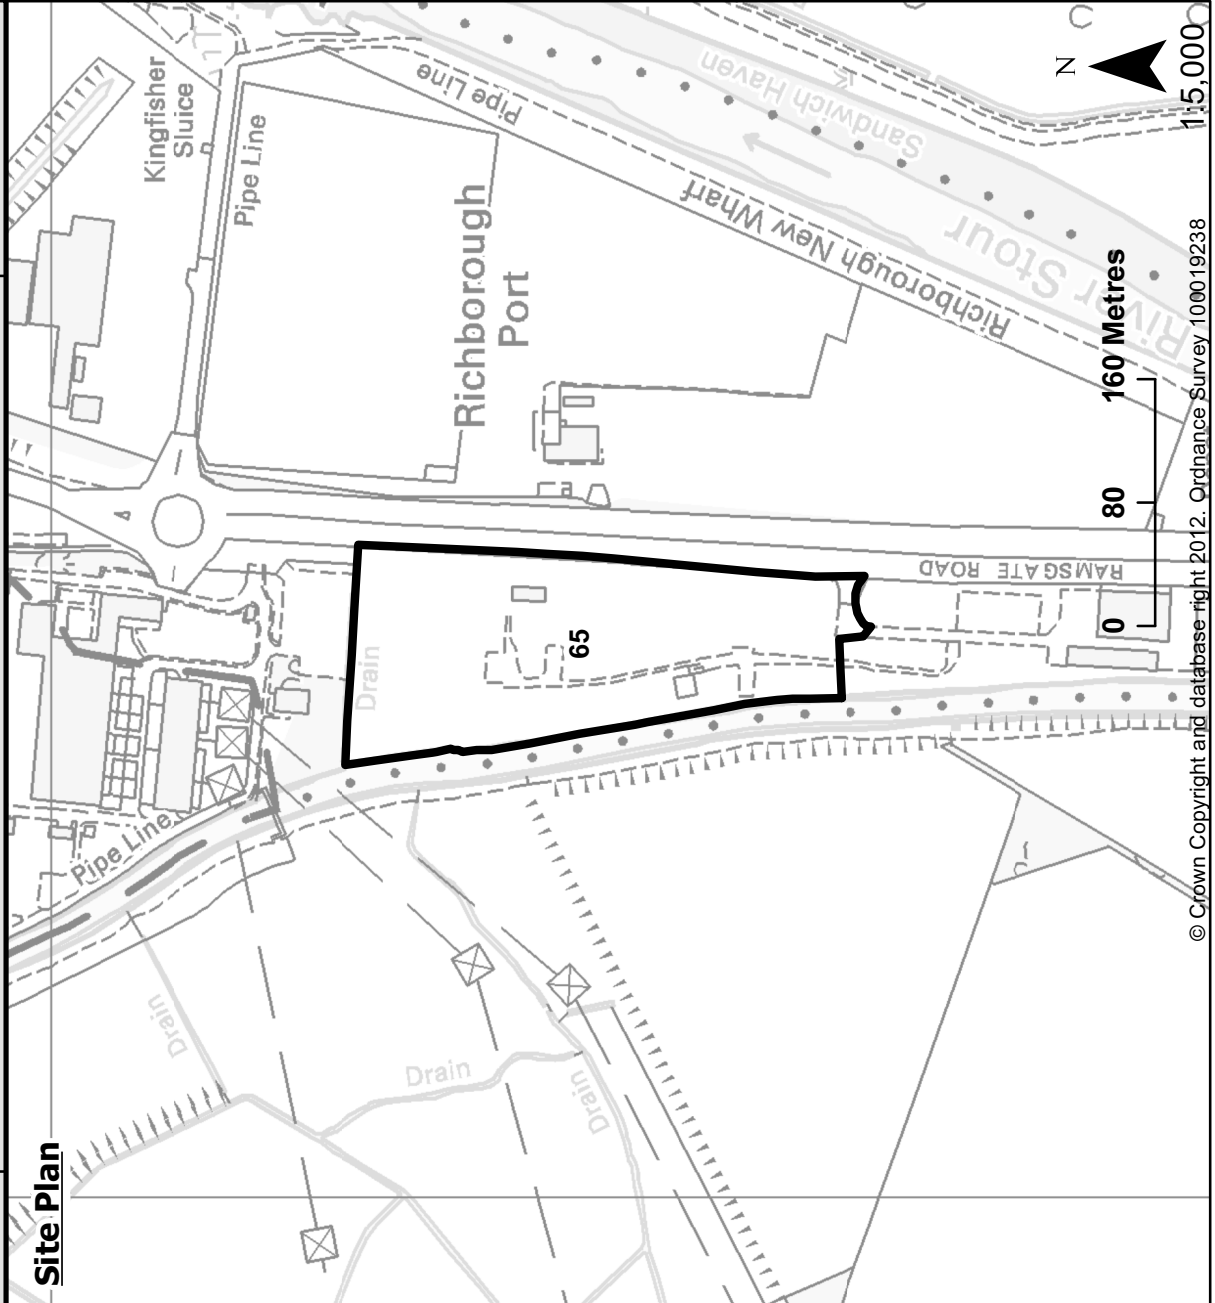 Site Plan
Kingfisher
Sluice
Pipe Line
Pipe Line
Pipe Line
Richborough
Port
Richborough New Wharf
Sandwich Haven
River Stour
RAMSGATE ROAD
65
Drain
Drain
Drain
Drain
N
1:5,000
0 80 160 Metres
© Crown Copyright and database right 2012. Ordnance Survey 100019238